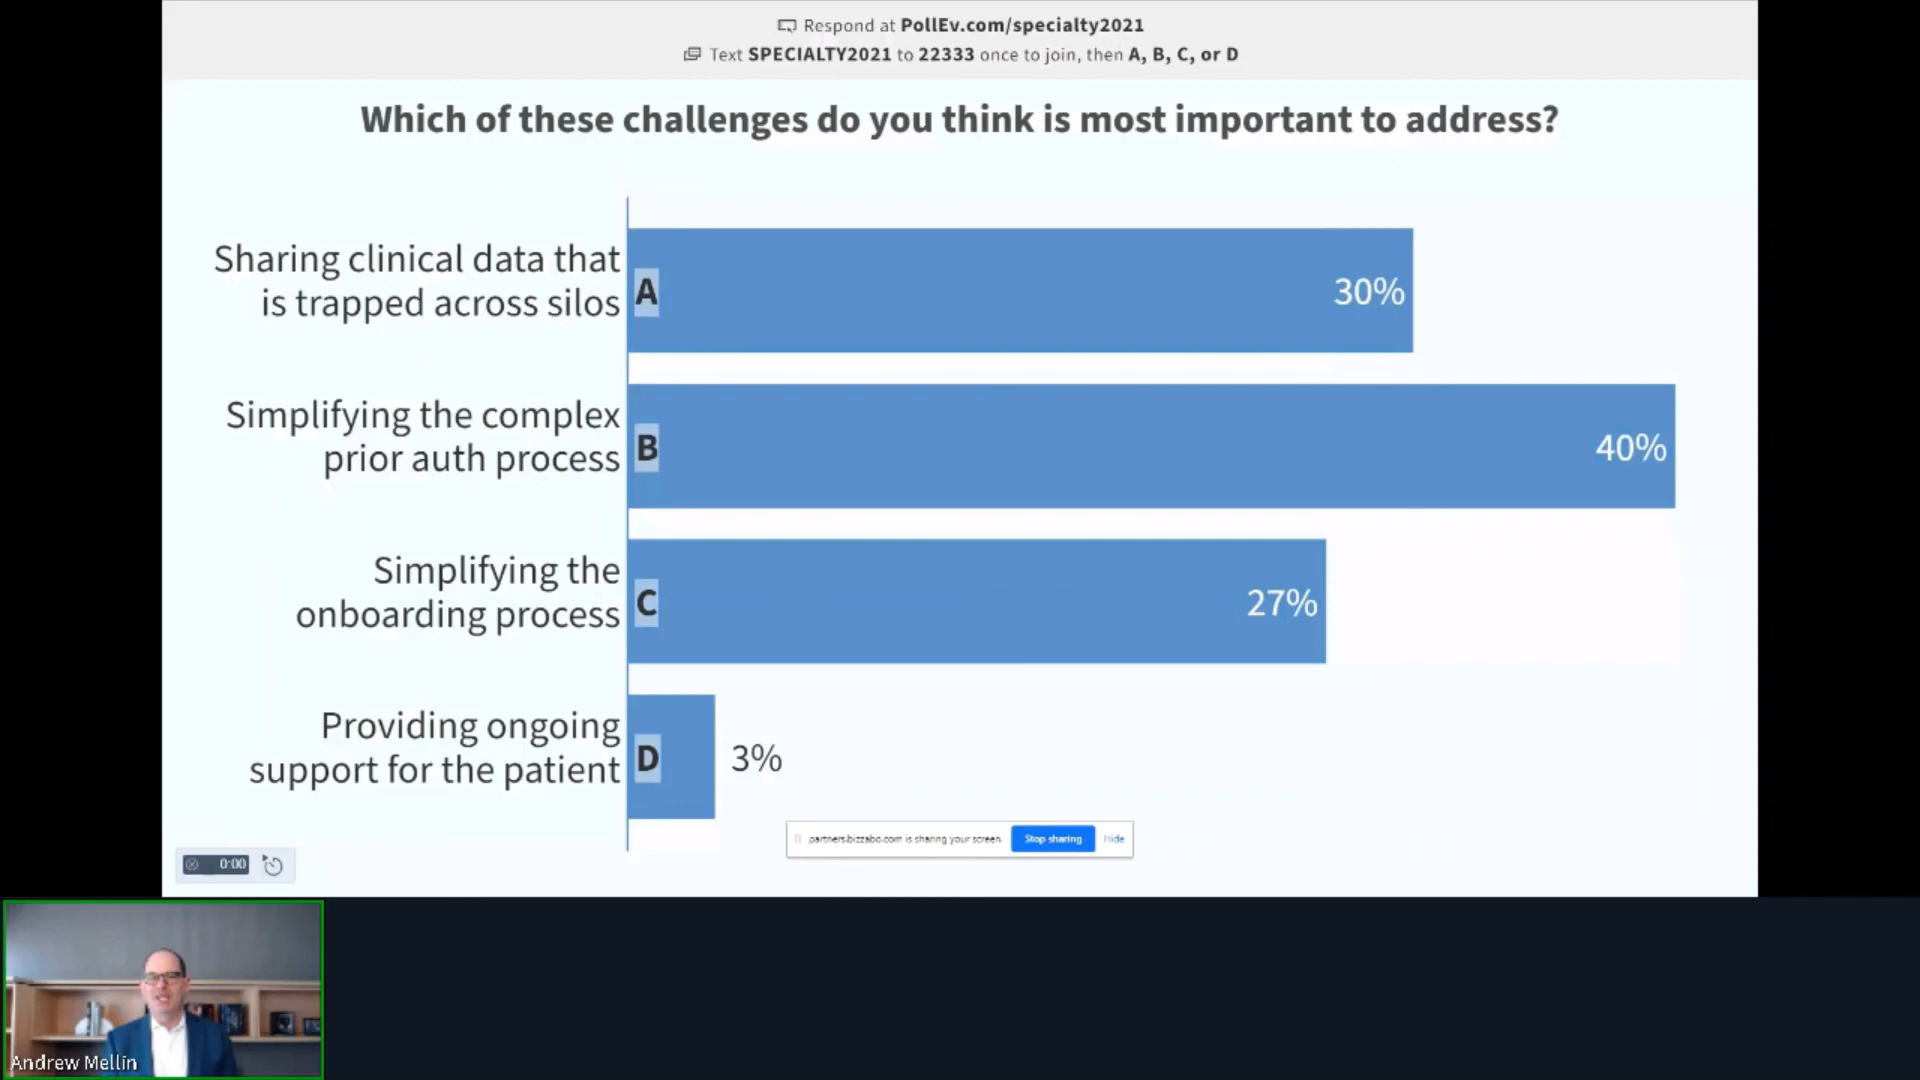 Respond at PollEv.com/specialty2021
Text SPECIALTY2021 to 22333 once to join, then A, B, C, or D
Which of these challenges do you think is most important to address?
Sharing clinical data that
is trapped across silos
A
30%
Simplifying the complex
prior auth process
B
40%
Simplifying the
onboarding process
C
27%
Providing ongoing
support for the patient
D
3%
partners.bizzabo.com is sharing your screen. Stop sharing Hide
0:00
Andrew Mellin